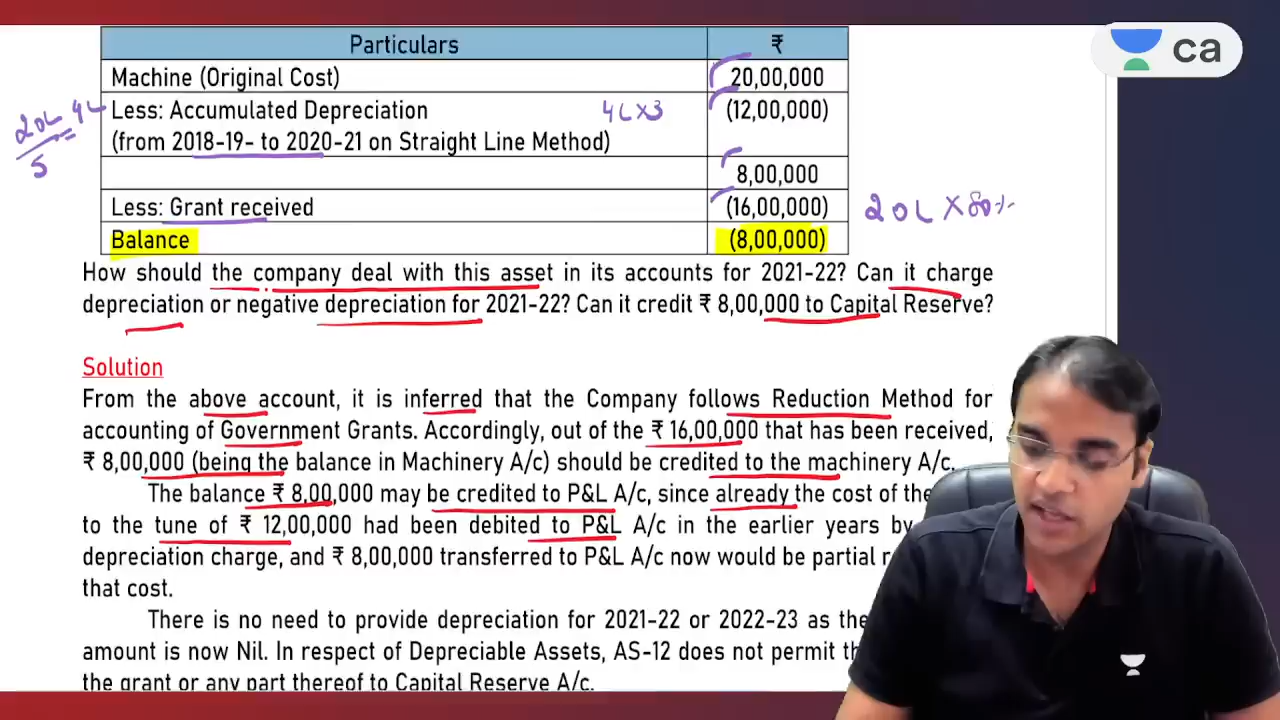 ca
Particulars ₹
Machine (Original Cost) 20,00,000
Less: Accumulated Depreciation 4L×3 (12,00,000)
(from 2018-19- to 2020-21 on Straight Line Method)
20L/5 = 4L
8,00,000
Less: Grant received (16,00,000) 20L×80%
Balance (8,00,000)
How should the company deal with this asset in its accounts for 2021-22? Can it charge
depreciation or negative depreciation for 2021-22? Can it credit ₹ 8,00,000 to Capital Reserve?
Solution
From the above account, it is inferred that the Company follows Reduction Method for
accounting of Government Grants. Accordingly, out of the ₹ 16,00,000 that has been received,
₹ 8,00,000 (being the balance in Machinery A/c) should be credited to the machinery A/c.
The balance ₹ 8,00,000 may be credited to P&L A/c, since already the cost of the
to the tune of ₹ 12,00,000 had been debited to P&L A/c in the earlier years by
depreciation charge, and ₹ 8,00,000 transferred to P&L A/c now would be partial
that cost.
There is no need to provide depreciation for 2021-22 or 2022-23 as the
amount is now Nil. In respect of Depreciable Assets, AS-12 does not permit
the grant or any part thereof to Capital Reserve A/c.